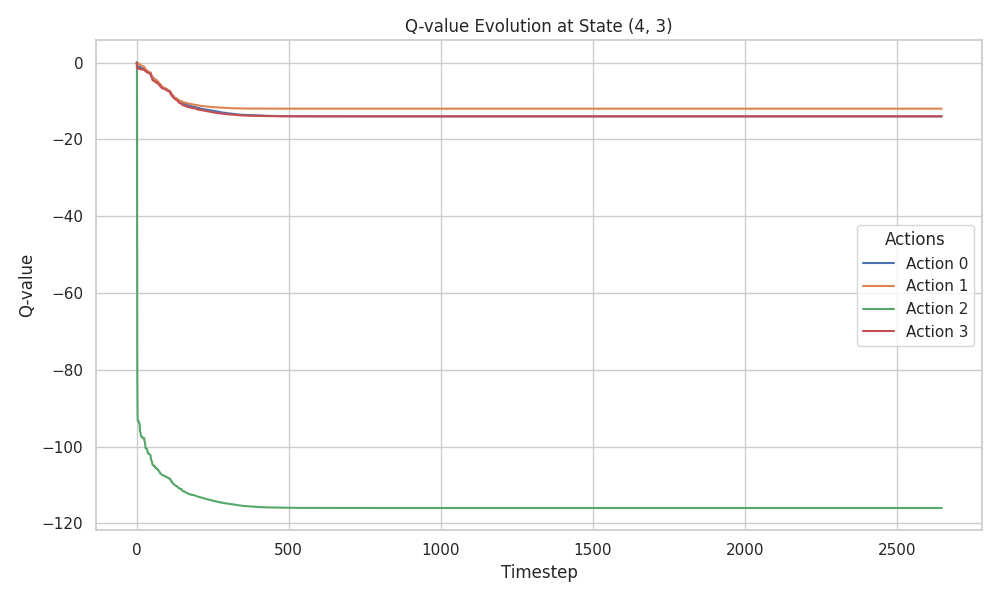 Q-value Evolution at State (4, 3)
0
−20
−40
−60
−80
−100
−120
Q-value
Actions
Action 0
Action 1
Action 2
Action 3
0
500
1000
1500
2000
2500
Timestep